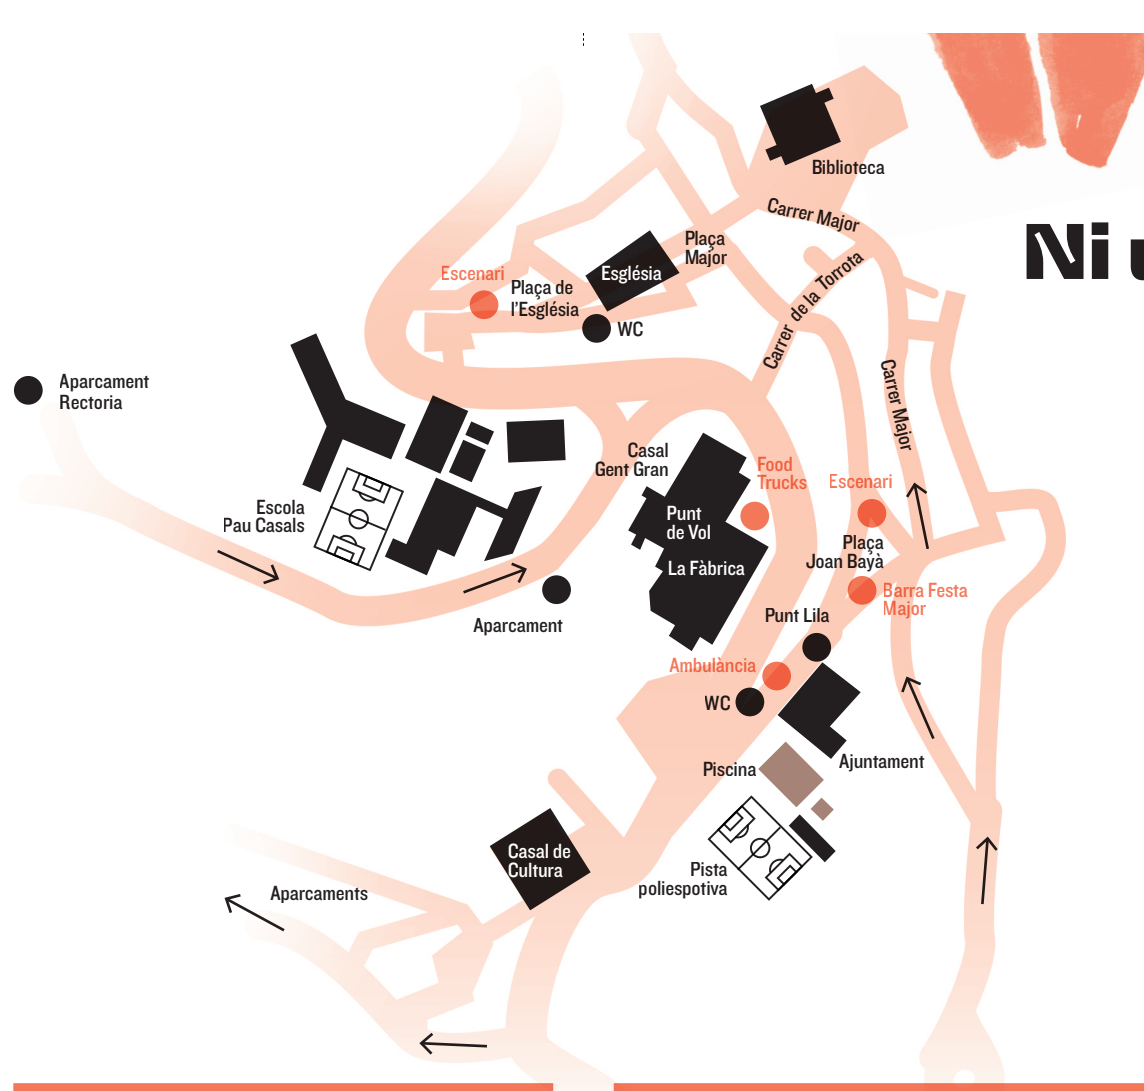 Biblioteca
Carrer Major
Ni
Plaça
Major
Església
Escenari
Plaça de
l'Església
WC
Carrer de la Torrota
Aparcament
Rectoria
Carrer Major
Casal
Gent Gran
Food
Trucks
Escenari
Escola
Pau Casals
Punt
de Vol
Plaça
Joan Bayà
La Fàbrica
Barra Festa
Major
Punt Lila
Aparcament
Ambulància
WC
Ajuntament
Piscina
Casal de
Cultura
Pista
poliespotiva
Aparcaments